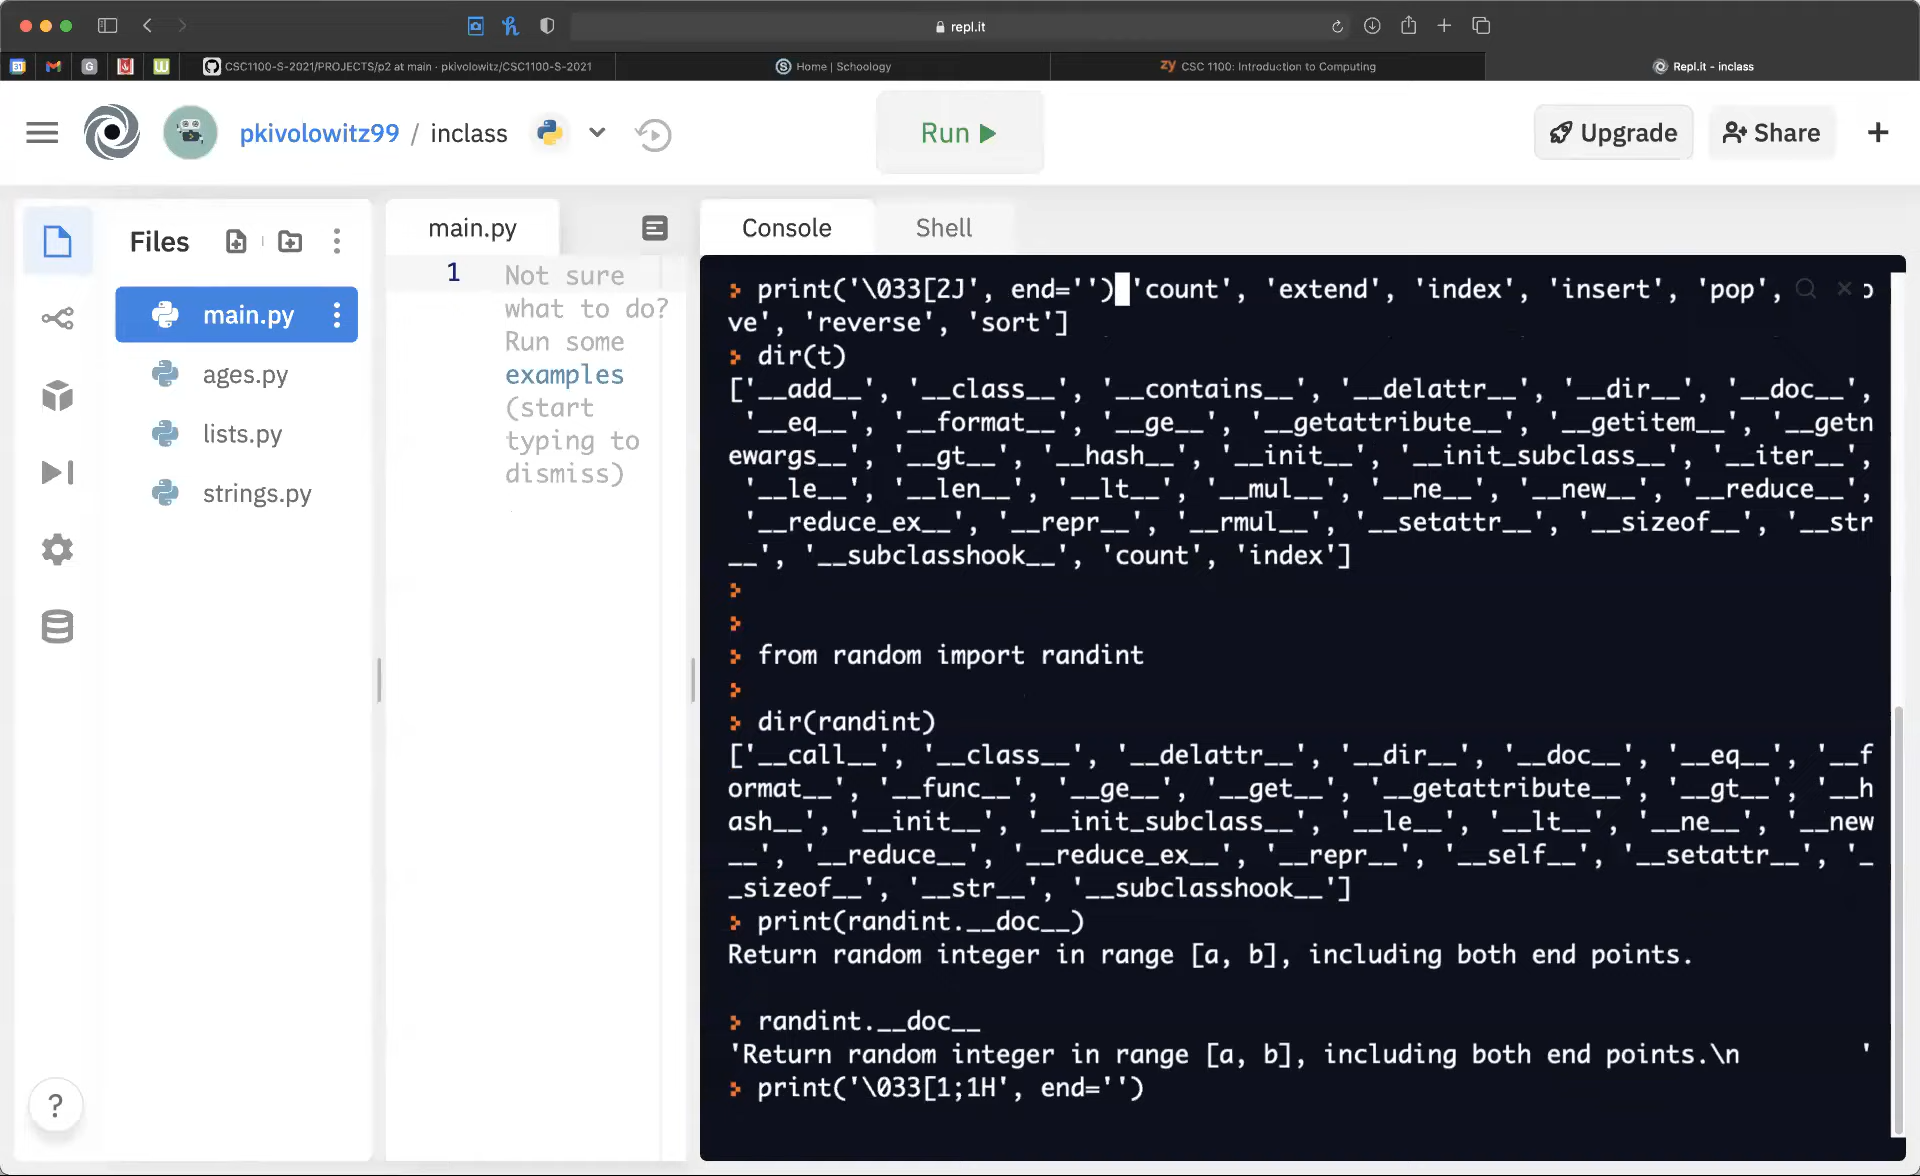 repl.it
31
G
W
CSC1100-S-2021/PROJECTS/p2 at main · pkivolowitz/CSC1100-S-2021
S Home | Schoology
zy CSC 1100: Introduction to Computing
Repl.it - inclass
pkivolowitz99 / inclass
Run
Upgrade
Share
+
Files
main.py
ages.py
lists.py
strings.py
?
main.py
1
Not sure
what to do?
Run some
examples
(start
typing to
dismiss)
Console
Shell
> print('\033[2J', end='') 'count', 'extend', 'index', 'insert', 'pop',
ve', 'reverse', 'sort']
> dir(t)
['__add__', '__class__', '__contains__', '__delattr__', '__dir__', '__doc__',
'__eq__', '__format__', '__ge__', '__getattribute__', '__getitem__', '__getn
ewargs__', '__gt__', '__hash__', '__init__', '__init_subclass__', '__iter__',
'__le__', '__len__', '__lt__', '__mul__', '__ne__', '__new__', '__reduce__',
'__reduce_ex__', '__repr__', '__rmul__', '__setattr__', '__sizeof__', '__str
__', '__subclasshook__', 'count', 'index']
>
>
> from random import randint
>
> dir(randint)
['__call__', '__class__', '__delattr__', '__dir__', '__doc__', '__eq__', '__f
ormat__', '__func__', '__ge__', '__get__', '__getattribute__', '__gt__', '__h
ash__', '__init__', '__init_subclass__', '__le__', '__lt__', '__ne__', '__new
__', '__reduce__', '__reduce_ex__', '__repr__', '__self__', '__setattr__', '_
_sizeof__', '__str__', '__subclasshook__']
> print(randint.__doc__)
Return random integer in range [a, b], including both end points.
> randint.__doc__
'Return random integer in range [a, b], including both end points.\n        '
> print('\033[1;1H', end='')